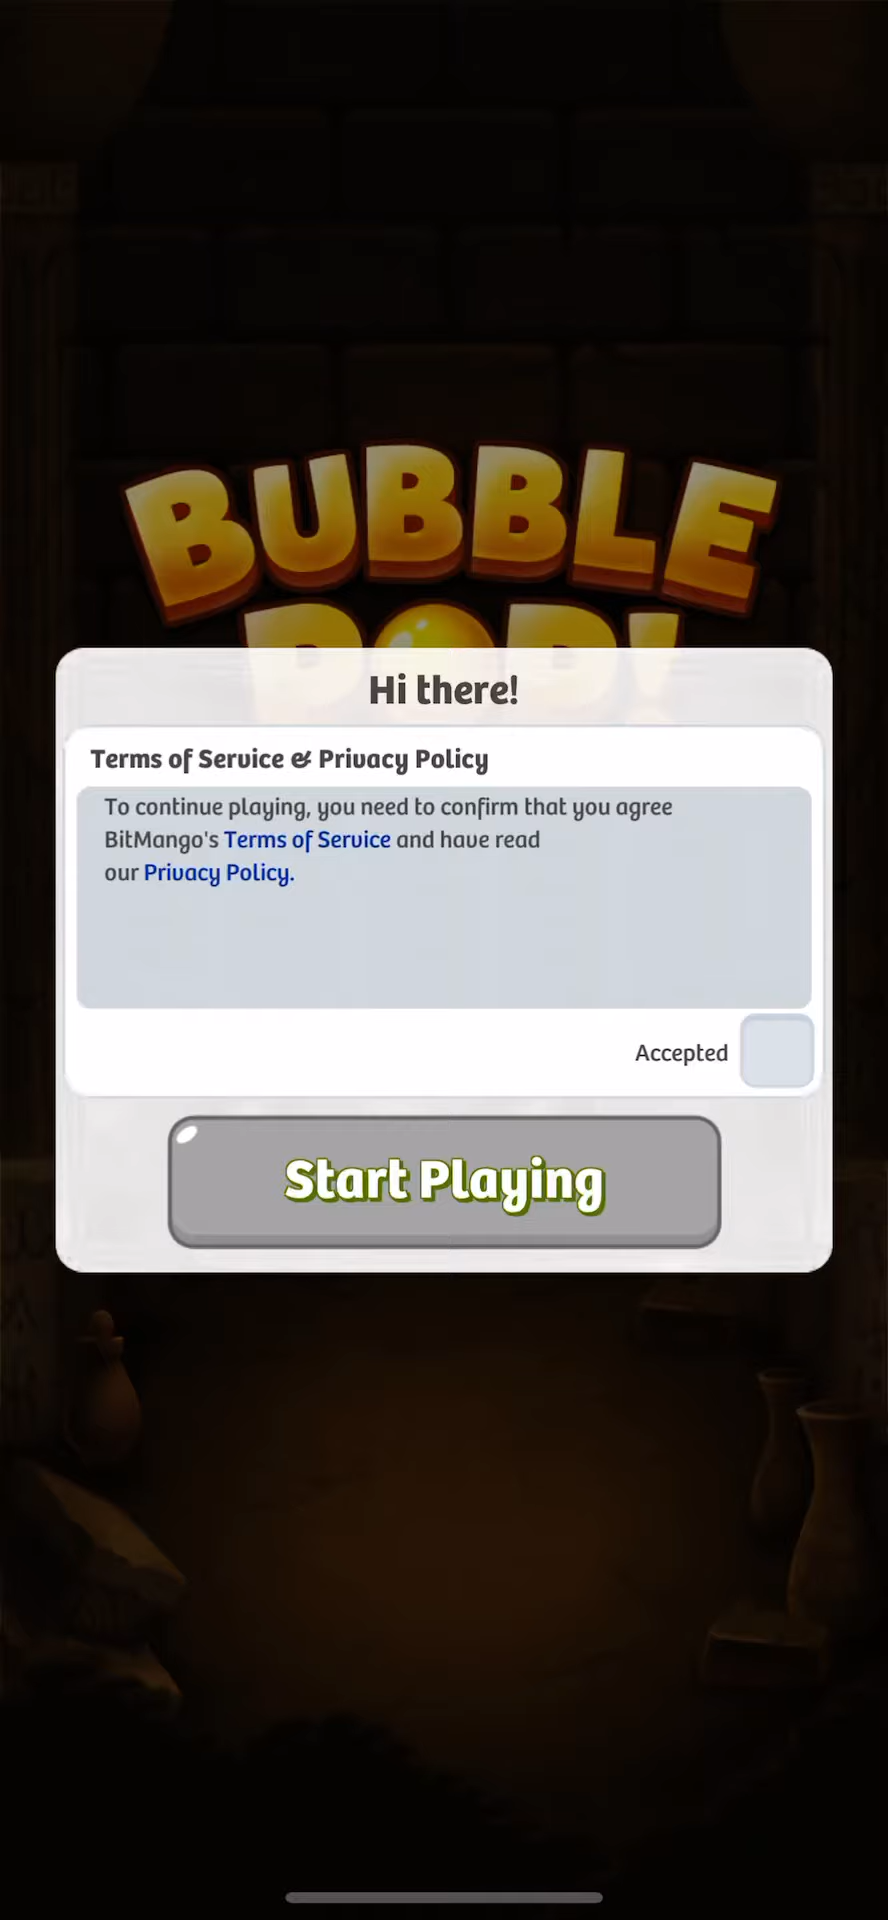 BUBBLE
POP!
Hi there!
Terms of Service & Privacy Policy
To continue playing, you need to confirm that you agree
BitMango's Terms of Service and have read
our Privacy Policy.
Accepted
Start Playing